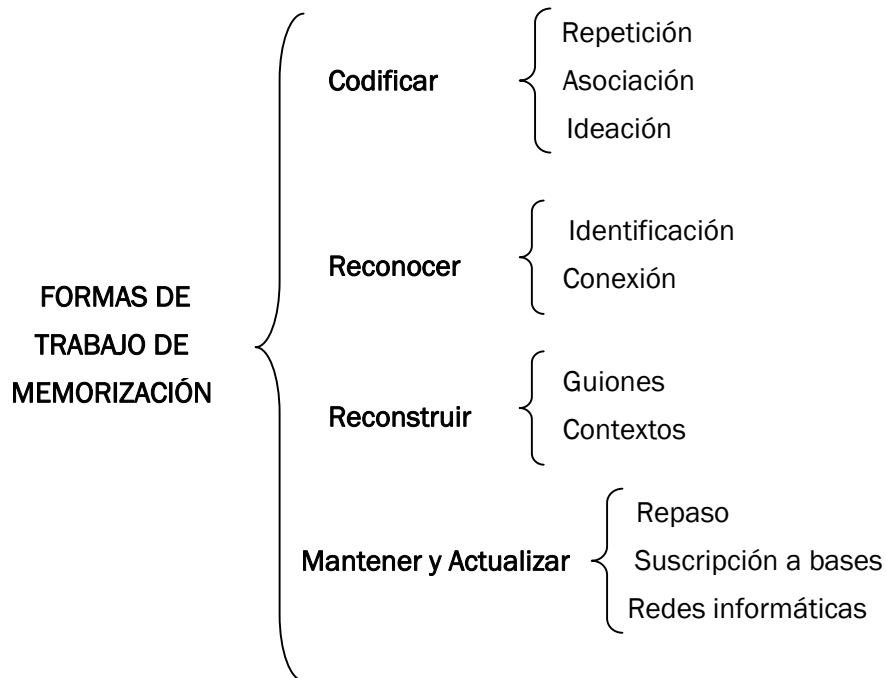 FORMAS DE
TRABAJO DE
MEMORIZACIÓN
Codificar
Repetición
Asociación
Ideación
Reconocer
Identificación
Conexión
Reconstruir
Guiones
Contextos
Mantener y Actualizar
Repaso
Suscripción a bases
Redes informáticas